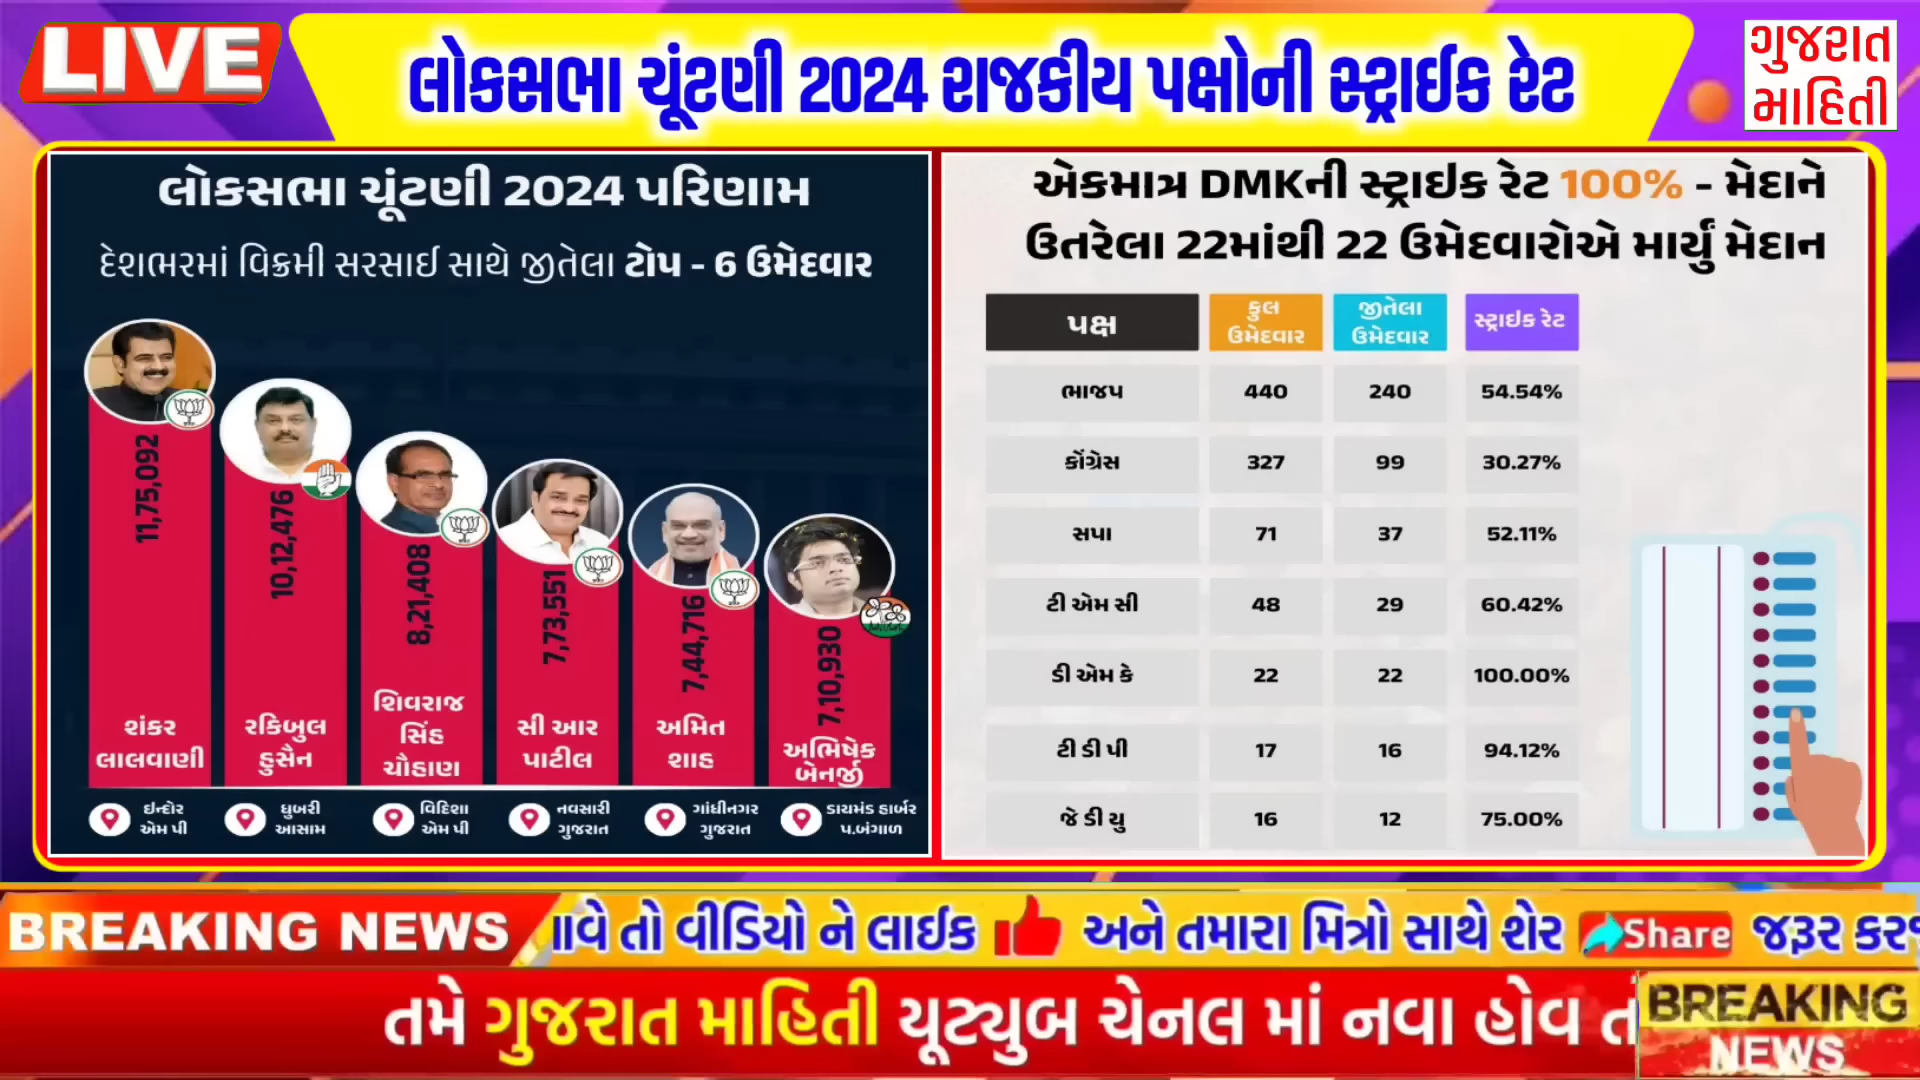 LIVE
લોકસભા ચૂંટણી 2024 રાજકીય પક્ષોની સ્ટ્રાઈક રેટ
ગુજરાત
માહિતી
લોકસભા ચૂંટણી 2024 પરિણામ
દેશભરમાં વિક્રમી સરસાઈ સાથે જીતેલા ટોપ - 6 ઉમેદવાર
11,75,092
10,12,476
8,21,408
7,73,551
7,44,716
7,10,930
શંકર
લાલવાણી
રકિબુલ
હુસૈન
શિવરાજ
સિંહ
ચૌહાણ
સી આર
પાટીલ
અમિત
શાહ
અભિષેક
બેનર્જી
ઇન્દોર
એમ પી
ધુબરી
આસામ
વિદિશા
એમ પી
નવસારી
ગુજરાત
ગાંધીનગર
ગુજરાત
ડાયમંડ હાર્બર
પ.બંગાળ
એકમાત્ર DMKની સ્ટ્રાઇક રેટ 100% - મેદાને
ઉતરેલા 22માંથી 22 ઉમેદવારોએ માર્યું મેદાન
પક્ષ
કુલ
ઉમેદવાર
જીતેલા
ઉમેદવાર
સ્ટ્રાઇક રેટ
ભાજપ 440 240 54.54%
કોંગ્રેસ 327 99 30.27%
સપા 71 37 52.11%
ટી એમ સી 48 29 60.42%
ડી એમ કે 22 22 100.00%
ટી ડી પી 17 16 94.12%
જે ડી યુ 16 12 75.00%
BREAKING NEWS
તો વીડિયો ને લાઈક અને તમારા મિત્રો સાથે શેર Share જરૂર
તમે ગુજરાત માહિતી યૂટ્યુબ ચેનલ માં નવા હોવ
BREAKING
NEWS